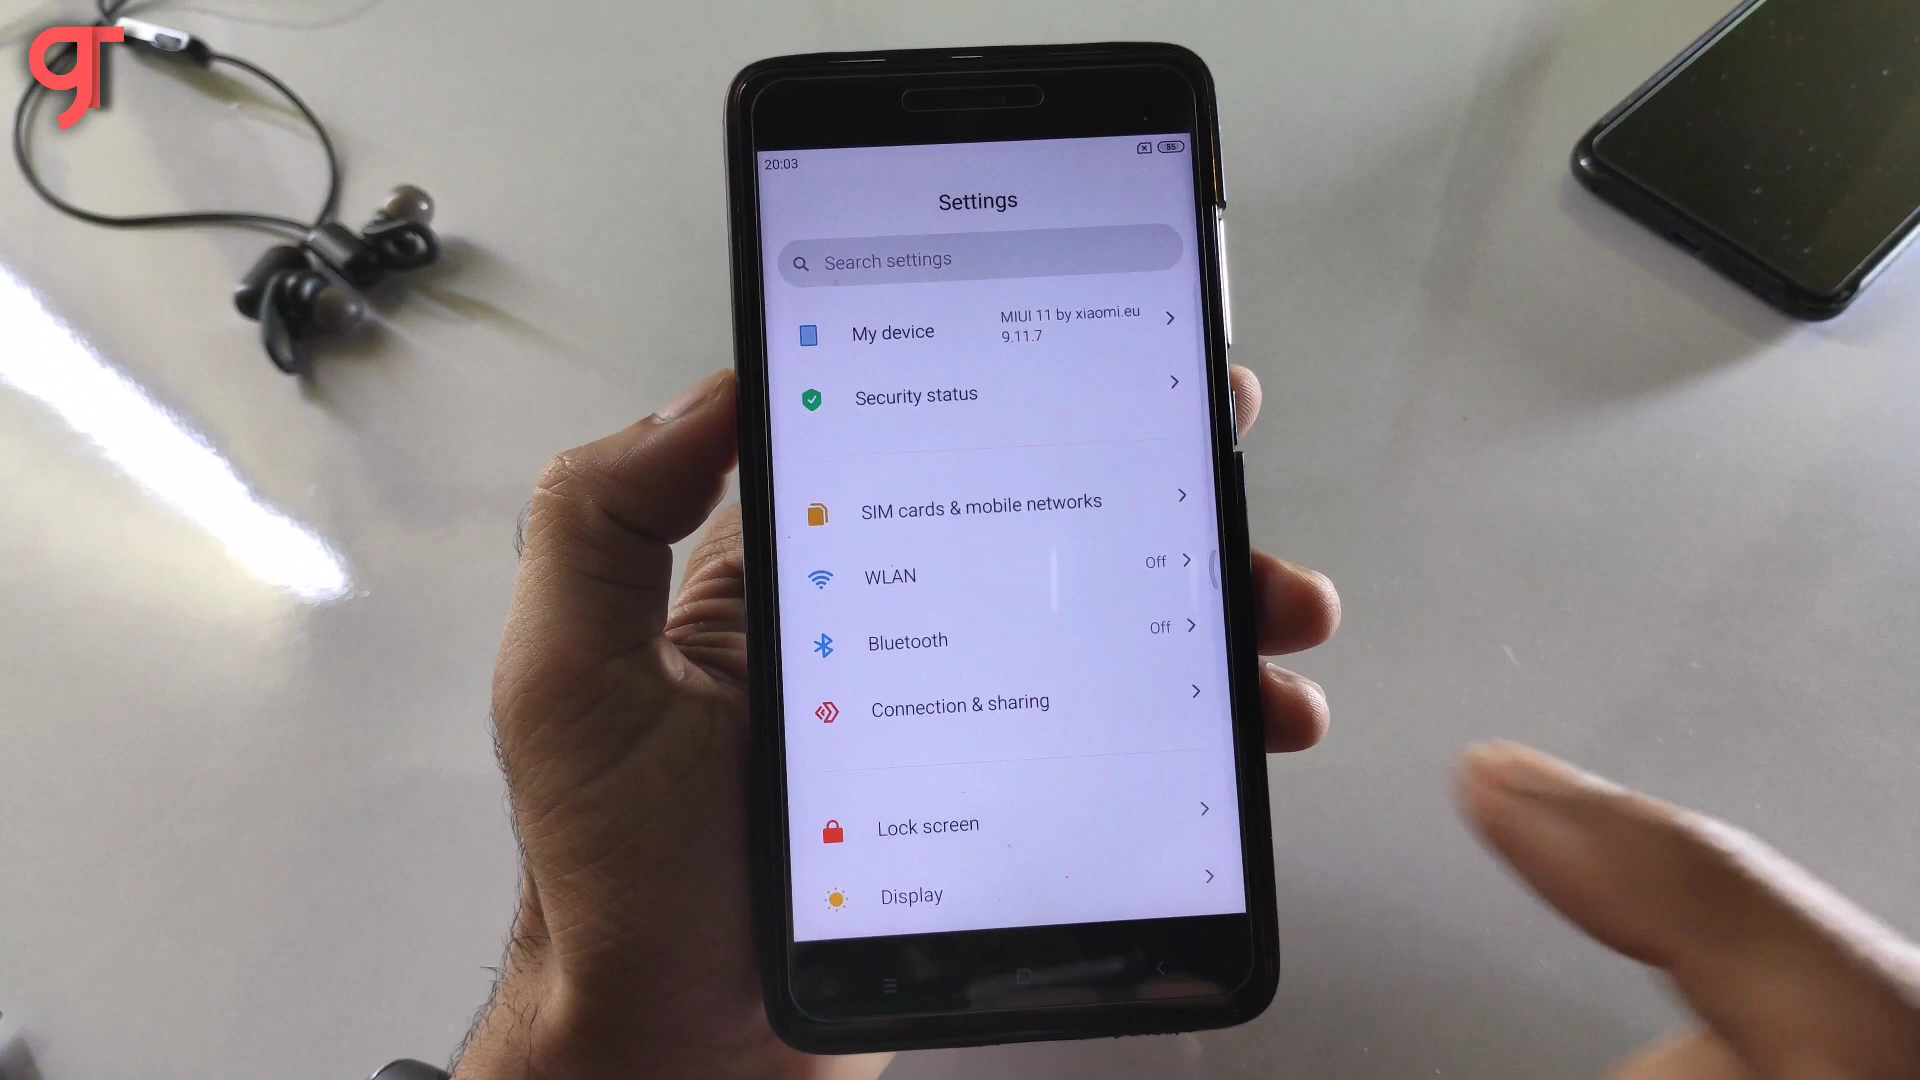 20:03
85
Settings
Search settings
My device
MIUI 11 by xiaomi.eu
9.11.7
Security status
SIM cards & mobile networks
WLAN
Off
Bluetooth
Off
Connection & sharing
Lock screen
Display